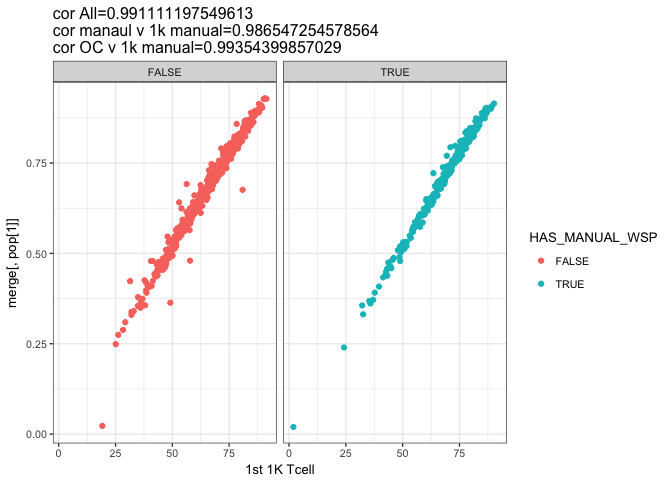 cor All=0.991111197549613
cor manaul v 1k manual=0.986547254578564
cor OC v 1k manual=0.99354399857029
FALSE
TRUE
0.75
0.50
0.25
0.00
merge[, pop[1]]
0
25
50
75
0
25
50
75
1st 1K Tcell
HAS_MANUAL_WSP
FALSE
TRUE